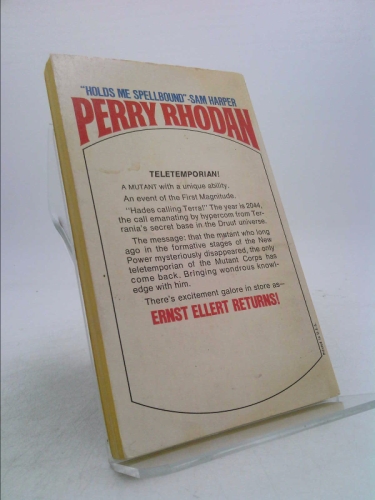 "HOLDS ME SPELLBOUND"-SAM HARPER
PERRY RHODAN
TELETEMPORIAN!
A MUTANT with a unique ability.
An event of the First Magnitude.
"Hades calling Terra!" The year is 2044,
the call emanating by hypercom from Ter-
rania's secret base in the Druuf universe.
The message: that the mutant who long
ago in the formative stages of the New
Power mysteriously disappeared, the only
teletemporian of the Mutant Corps has
come back. Bringing wondrous knowl-
edge with him.
There's excitement galore in store as—
ERNST ELLERT RETURNS!